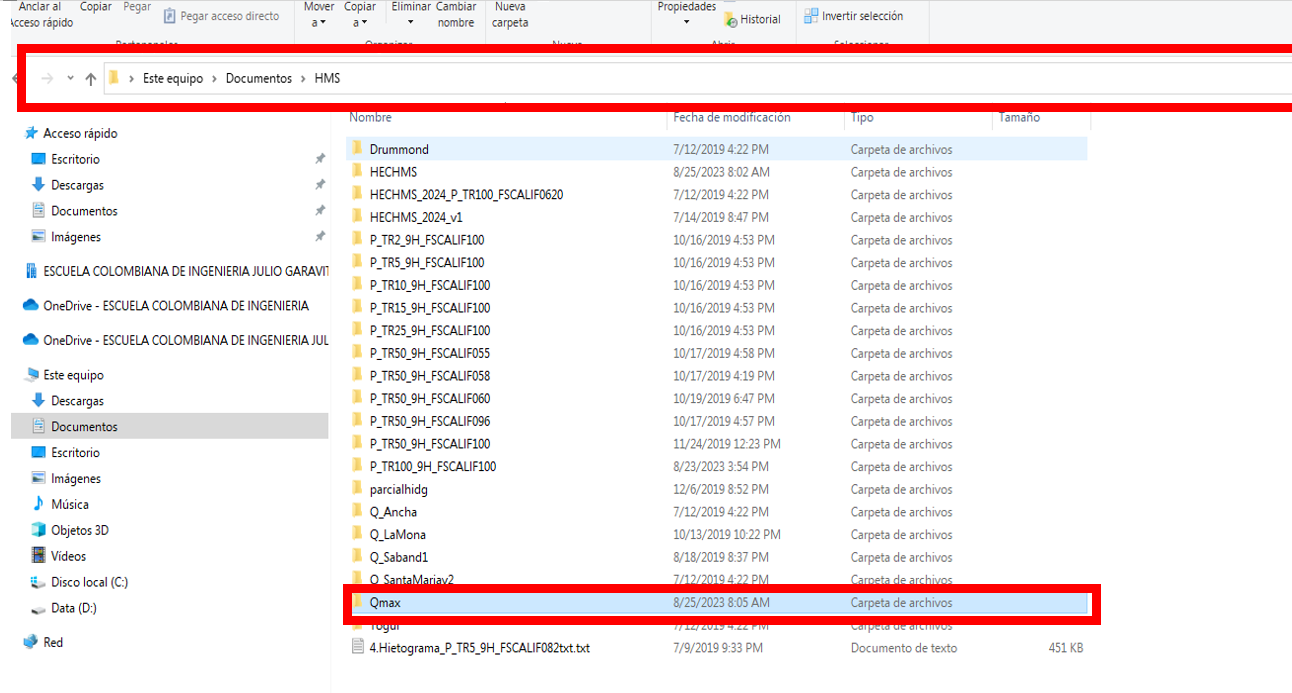 Anclar al Acceso rápido
Copiar
Pegar
Pegar acceso directo
Mover a
Copiar a
Eliminar
Cambiar nombre
Nueva carpeta
Propiedades
Historial
Invertir selección
Portapapeles
Organizar
Nuevo
Abrir
Seleccionar
Este equipo > Documentos > HMS
Nombre Fecha de modificación Tipo Tamaño
Acceso rápido
Escritorio
Descargas
Documentos
Imágenes
ESCUELA COLOMBIANA DE INGENIERIA JULIO GARAVIT
OneDrive - ESCUELA COLOMBIANA DE INGENIERIA
OneDrive - ESCUELA COLOMBIANA DE INGENIERIA JUL
Este equipo
Descargas
Documentos
Escritorio
Imágenes
Música
Objetos 3D
Vídeos
Disco local (C:)
Data (D:)
Red
Drummond 7/12/2019 4:22 PM Carpeta de archivos
HECHMS 8/25/2023 8:02 AM Carpeta de archivos
HECHMS_2024_P_TR100_FSCALIF0620 7/12/2019 4:22 PM Carpeta de archivos
HECHMS_2024_v1 7/14/2019 8:47 PM Carpeta de archivos
P_TR2_9H_FSCALIF100 10/16/2019 4:53 PM Carpeta de archivos
P_TR5_9H_FSCALIF100 10/16/2019 4:53 PM Carpeta de archivos
P_TR10_9H_FSCALIF100 10/16/2019 4:53 PM Carpeta de archivos
P_TR15_9H_FSCALIF100 10/16/2019 4:53 PM Carpeta de archivos
P_TR25_9H_FSCALIF100 10/16/2019 4:53 PM Carpeta de archivos
P_TR50_9H_FSCALIF055 10/17/2019 4:58 PM Carpeta de archivos
P_TR50_9H_FSCALIF058 10/17/2019 4:19 PM Carpeta de archivos
P_TR50_9H_FSCALIF060 10/19/2019 6:47 PM Carpeta de archivos
P_TR50_9H_FSCALIF096 10/17/2019 4:57 PM Carpeta de archivos
P_TR50_9H_FSCALIF100 11/24/2019 12:23 PM Carpeta de archivos
P_TR100_9H_FSCALIF100 8/23/2023 3:54 PM Carpeta de archivos
parcialhidg 12/6/2019 8:52 PM Carpeta de archivos
Q_Ancha 7/12/2019 4:22 PM Carpeta de archivos
Q_LaMona 10/13/2019 10:22 PM Carpeta de archivos
Q_Saband1 8/18/2019 8:37 PM Carpeta de archivos
Q_SantaMariav2 7/12/2019 4:22 PM Carpeta de archivos
Qmax 8/25/2023 8:05 AM Carpeta de archivos
7/12/2019 4:22 PM Carpeta de archivos
4.Hietograma_P_TR5_9H_FSCALIF082txt.txt 7/9/2019 9:33 PM Documento de texto 451 KB